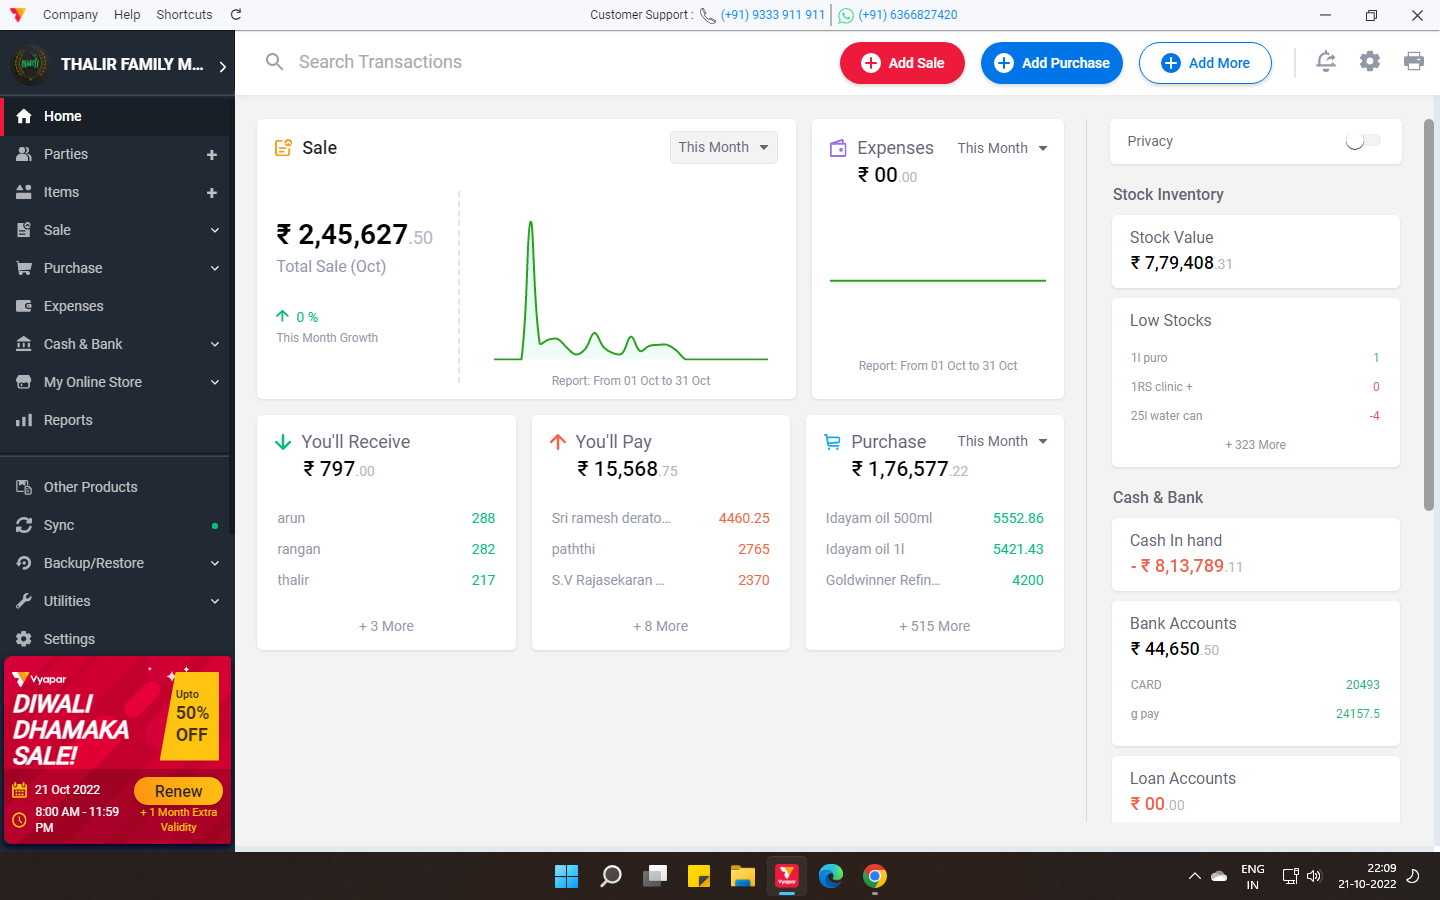 Company Help Shortcuts
Customer Support : (+91) 9333 911 911 (+91) 6366827420
THALIR FAMILY M...
Search Transactions
Add Sale
Add Purchase
Add More
Home
Parties
Items
Sale
Purchase
Expenses
Cash & Bank
My Online Store
Reports
Other Products
Sync
Backup/Restore
Utilities
Settings
Vyapar
DIWALI
DHAMAKA
SALE!
Upto
50%
OFF
21 Oct 2022
8:00 AM - 11:59
PM
Renew
+ 1 Month Extra
Validity
Sale
This Month
₹ 2,45,627.50
Total Sale (Oct)
0 %
This Month Growth
Report: From 01 Oct to 31 Oct
Expenses
This Month
₹ 00.00
Report: From 01 Oct to 31 Oct
You'll Receive
₹ 797.00
arun 288
rangan 282
thalir 217
+ 3 More
You'll Pay
₹ 15,568.75
Sri ramesh derato... 4460.25
paththi 2765
S.V Rajasekaran ... 2370
+ 8 More
Purchase
This Month
₹ 1,76,577.22
Idayam oil 500ml 5552.86
Idayam oil 1l 5421.43
Goldwinner Refin... 4200
+ 515 More
Privacy
Stock Inventory
Stock Value
₹ 7,79,408.31
Low Stocks
1l puro 1
1RS clinic + 0
25l water can -4
+ 323 More
Cash & Bank
Cash In hand
- ₹ 8,13,789.11
Bank Accounts
₹ 44,650.50
CARD 20493
g pay 24157.5
Loan Accounts
₹ 00.00
Vyapar
ENG
IN
22:09
21-10-2022